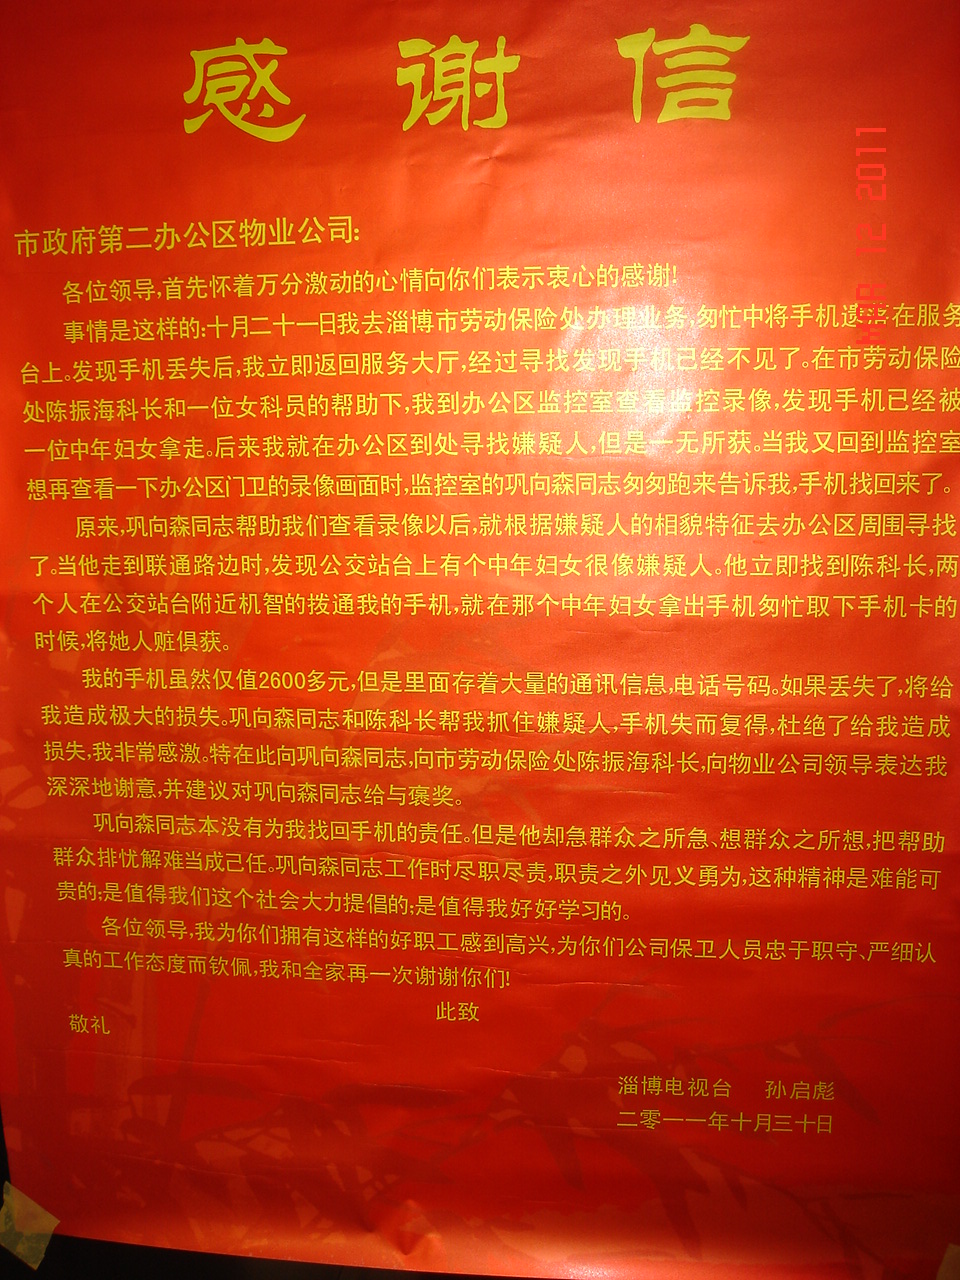 感谢信
市政府第二办公区物业公司:
各位领导,首先怀着万分激动的心情向你们表示衷心的感谢!
事情是这样的:十月二十一日我去淄博市劳动保险处办理业务,匆忙中将手机遗落在服务
台上。发现手机丢失后,我立即返回服务大厅,经过寻找发现手机已经不见了。在市劳动保险
处陈振海科长和一位女科员的帮助下,我到办公区监控室查看监控录像,发现手机已经被
一位中年妇女拿走。后来我就在办公区到处寻找嫌疑人,但是一无所获。当我又回到监控室
想再查看一下办公区门卫的录像画面时,监控室的巩向森同志匆匆跑来告诉我,手机找回来了。
原来,巩向森同志帮助我们查看录像以后,就根据嫌疑人的相貌特征去办公区周围寻找
了。当他走到联通路边时,发现公交站台上有个中年妇女很像嫌疑人。他立即找到陈科长,两
个人在公交站台附近机智的拨通我的手机,就在那个中年妇女拿出手机匆忙取下手机卡的
时候,将她人赃俱获。
我的手机虽然仅值2600多元,但是里面存着大量的通讯信息,电话号码。如果丢失了,将给
我造成极大的损失。巩向森同志和陈科长帮我抓住嫌疑人,手机失而复得,杜绝了给我造成
损失,我非常感激。特在此向巩向森同志,向市劳动保险处陈振海科长,向物业公司领导表达我
深深地谢意,并建议对巩向森同志给与褒奖。
巩向森同志本没有为我找回手机的责任。但是他却急群众之所急、想群众之所想,把帮助
群众排忧解难当成己任。巩向森同志工作时尽职尽责,职责之外见义勇为,这种精神是难能可
贵的;是值得我们这个社会大力提倡的;是值得我好好学习的。
各位领导,我为你们拥有这样的好职工感到高兴,为你们公司保卫人员忠于职守、严细认
真的工作态度而钦佩,我和全家再一次谢谢你们!
此致
敬礼
淄博电视台 孙启彪
二零一一年十月三十日
12 2011